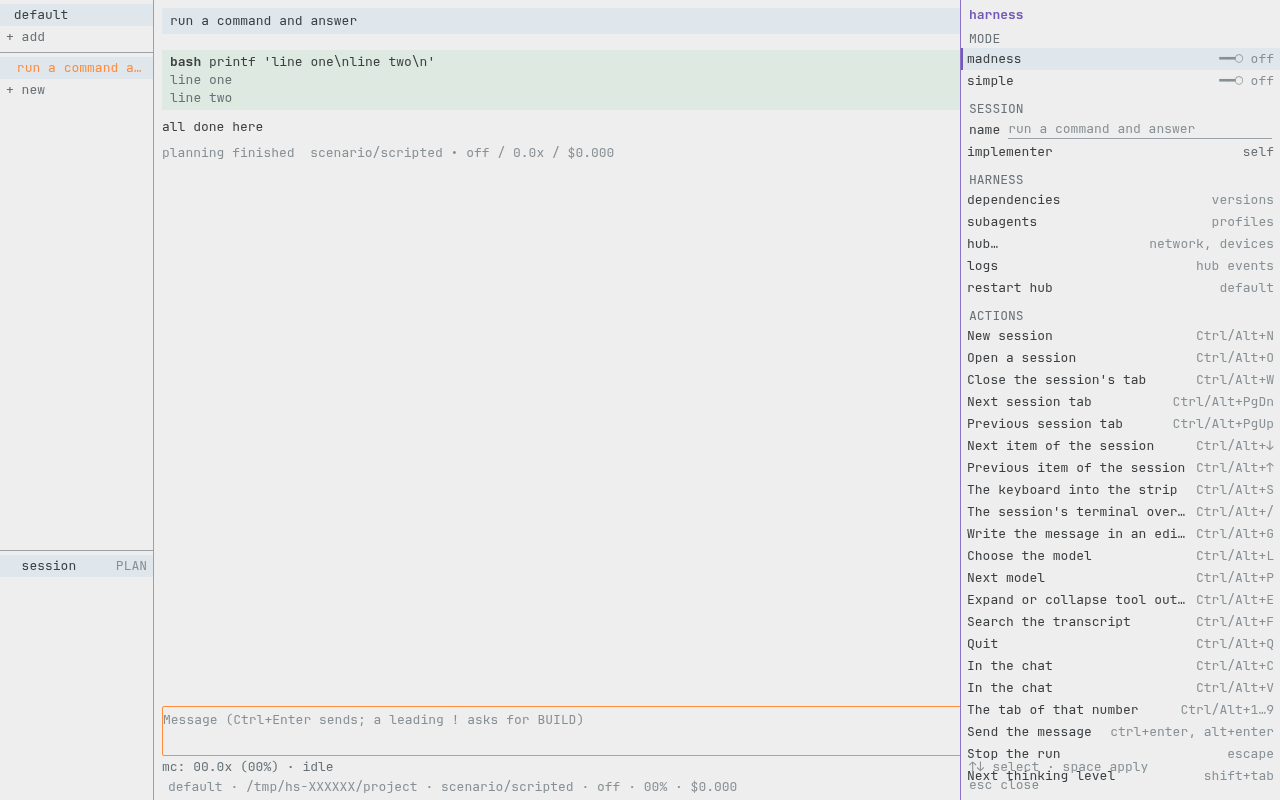 default
+ add
run a command a…
+ new
session PLAN
run a command and answer
bash printf 'line one\nline two\n'
line one
line two
all done here
planning finished scenario/scripted • off / 0.0x / $0.000
Message (Ctrl+Enter sends; a leading ! asks for BUILD)
mc: 00.0x (00%) · idle
default · /tmp/hs-XXXXXX/project · scenario/scripted · off · 00% · $0.000
harness
MODE
madness off
simple off
SESSION
name run a command and answer
implementer self
HARNESS
dependencies versions
subagents profiles
hub… network, devices
logs hub events
restart hub default
ACTIONS
New session Ctrl/Alt+N
Open a session Ctrl/Alt+O
Close the session's tab Ctrl/Alt+W
Next session tab Ctrl/Alt+PgDn
Previous session tab Ctrl/Alt+PgUp
Next item of the session Ctrl/Alt+↓
Previous item of the session Ctrl/Alt+↑
The keyboard into the strip Ctrl/Alt+S
The session's terminal over… Ctrl/Alt+/
Write the message in an edi… Ctrl/Alt+G
Choose the model Ctrl/Alt+L
Next model Ctrl/Alt+P
Expand or collapse tool out… Ctrl/Alt+E
Search the transcript Ctrl/Alt+F
Quit Ctrl/Alt+Q
In the chat Ctrl/Alt+C
In the chat Ctrl/Alt+V
The tab of that number Ctrl/Alt+1…9
Send the message ctrl+enter, alt+enter
Stop the run escape
↑↓ select · space apply
Next thinking level shift+tab
esc close